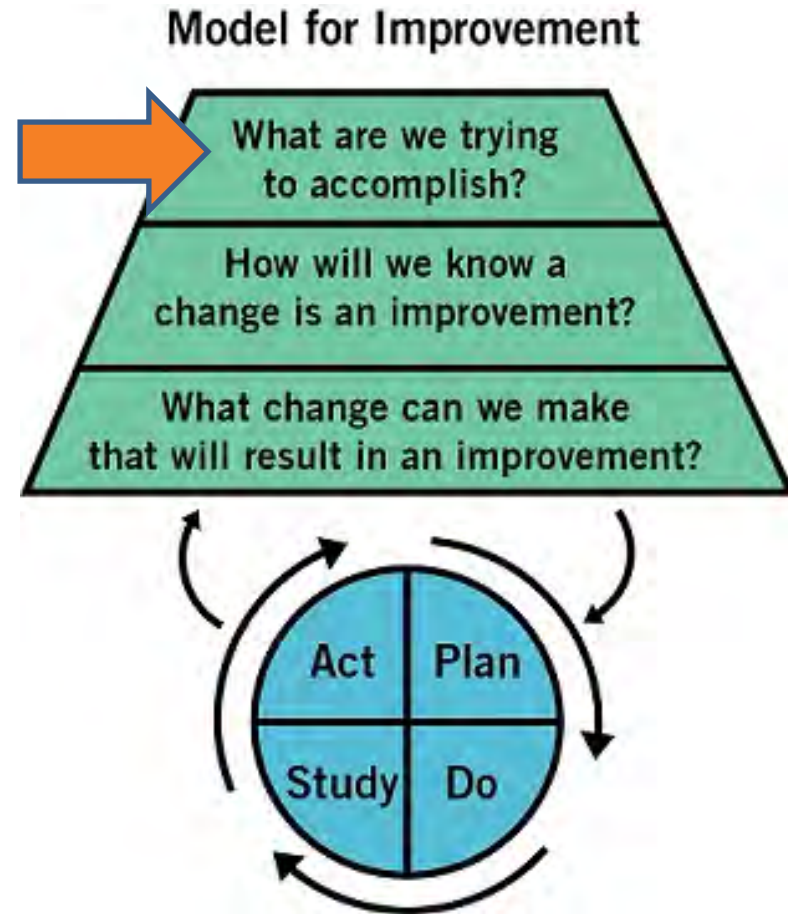 Model for Improvement
What are we trying
to accomplish?
How will we know a
change is an improvement?
What change can we make
that will result in an improvement?
Act
Plan
Study
Do